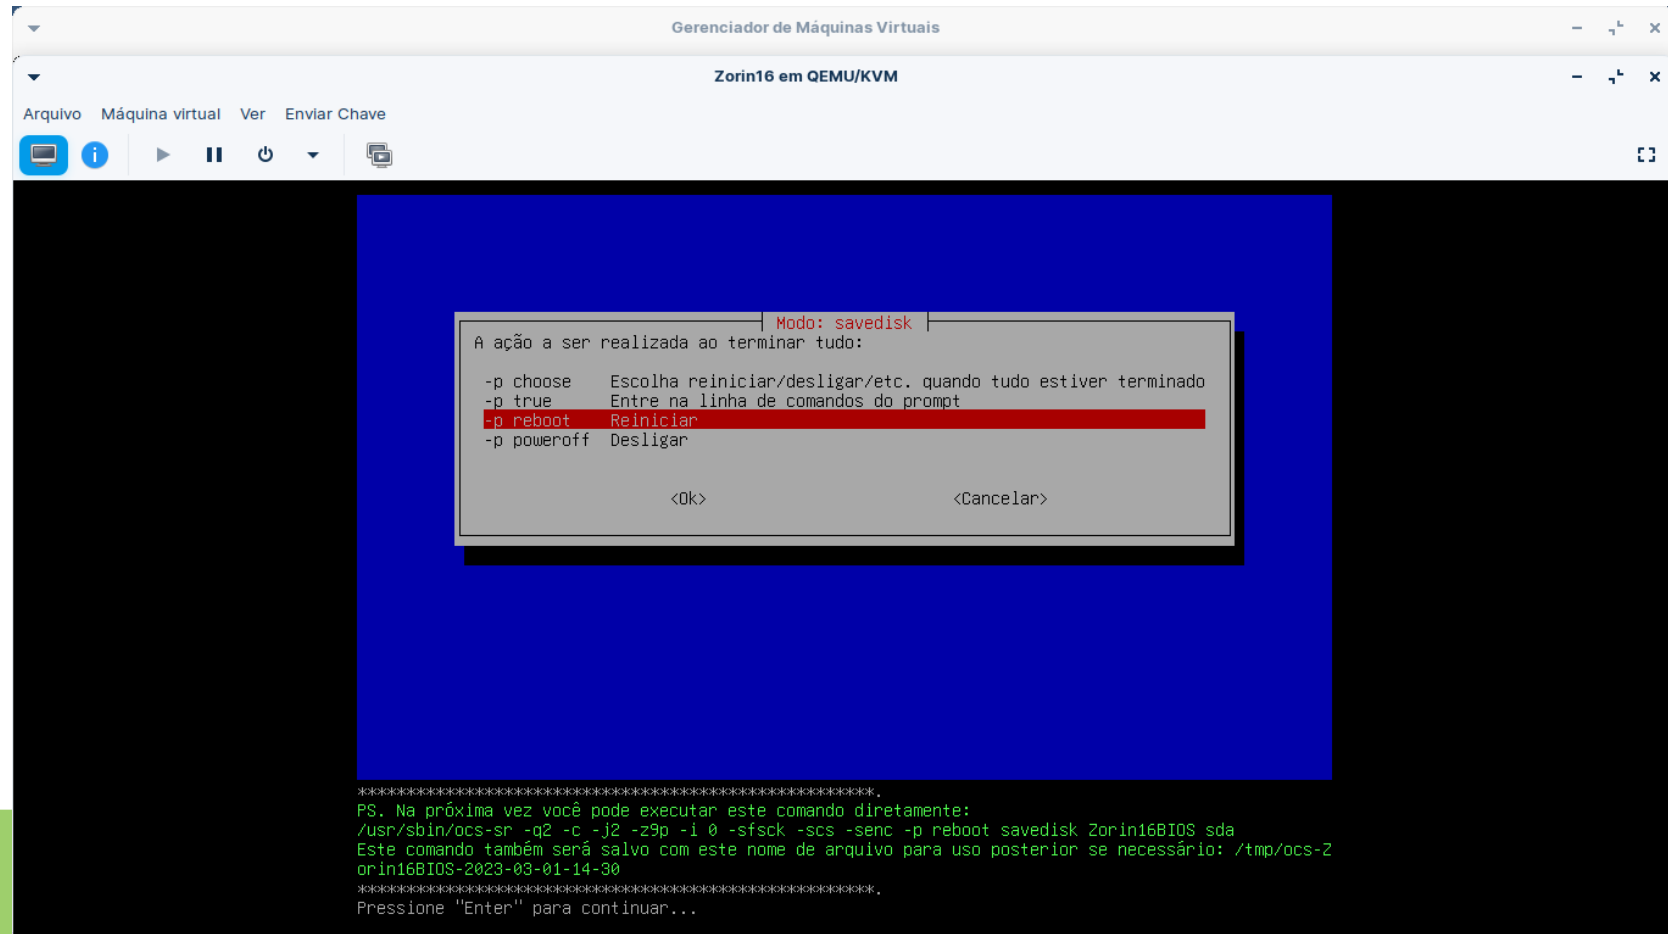 Gerenciador de Máquinas Virtuais
Zorin16 em QEMU/KVM
Arquivo Máquina virtual Ver Enviar Chave
Modo: savedisk
A ação a ser realizada ao terminar tudo:
-p choose Escolha reiniciar/desligar/etc. quando tudo estiver terminado
-p true Entre na linha de comandos do prompt
-p reboot Reiniciar
-p poweroff Desligar
<Ok> <Cancelar>
*****************************************************.
PS. Na próxima vez você pode executar este comando diretamente:
/usr/sbin/ocs-sr -q2 -c -j2 -z9p -i 0 -sfsck -scs -senc -p reboot savedisk Zorin16BIOS sda
Este comando também será salvo com este nome de arquivo para uso posterior se necessário: /tmp/ocs-Z
orin16BIOS-2023-03-01-14-30
*****************************************************.
Pressione "Enter" para continuar...